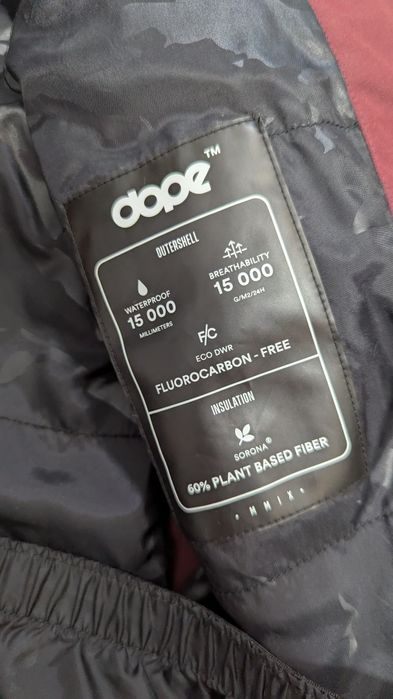 dope™
OUTERSHELL
WATERPROOF
15 000
MILLIMETERS
BREATHABILITY
15 000
G/M2/24H
F/C
ECO DWR
FLUOROCARBON - FREE
INSULATION
SORONA®
60% PLANT BASED FIBER
• M M I X •